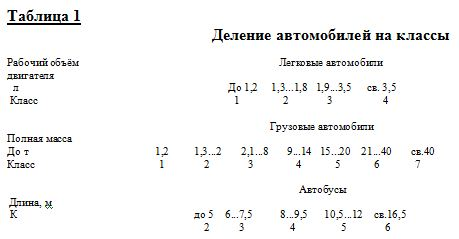 Таблица 1
Деление автомобилей на классы
Рабочий объём двигателя Легковые автомобили
л До 1,2 1,3...1,8 1,9...3,5 св. 3,5
Класс 1 2 3 4
Грузовые автомобили
Полная масса
До т 1,2 1,3...2 2,1...8 9...14 15...20 21...40 св.40
Класс 1 2 3 4 5 6 7
Автобусы
Длина, м
К до 5 6...7,5 8...9,5 10,5...12 св.16,5
2 3 4 5 6